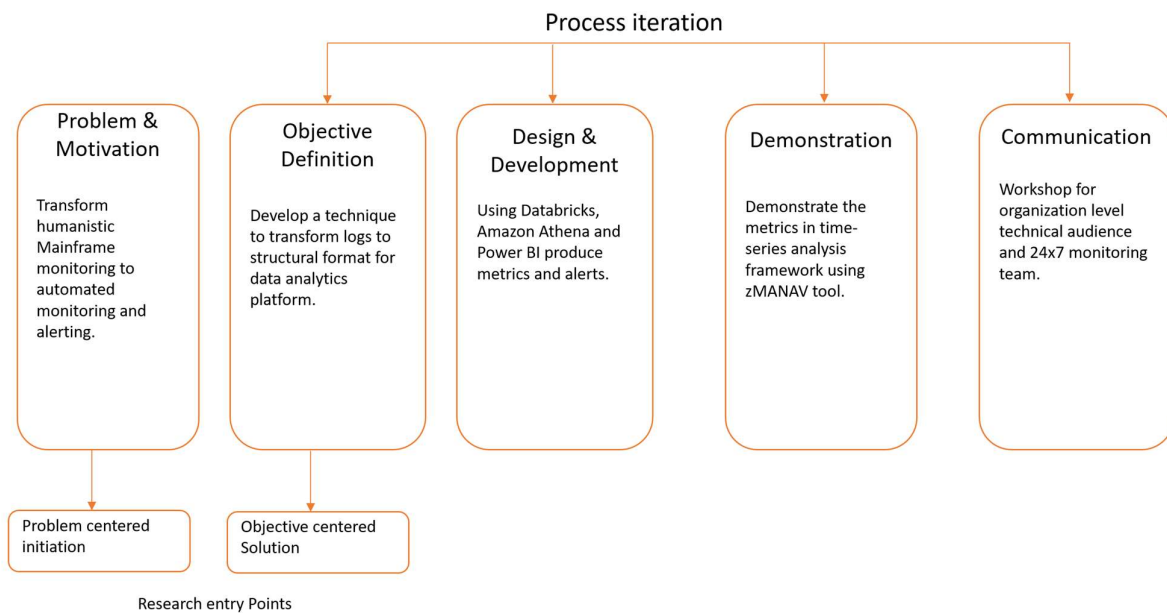 Process iteration
Problem &
Motivation
Transform
humanistic
Mainframe
monitoring to
automated
monitoring and
alerting.
Objective
Definition
Develop a technique
to transform logs to
structural format for
data analytics
platform.
Design &
Development
Using Databricks,
Amazon Athena and
Power BI produce
metrics and alerts.
Demonstration
Demonstrate the
metrics in time-
series analysis
framework using
zMANAV tool.
Communication
Workshop for
organization level
technical audience
and 24x7 monitoring
team.
Problem centered
initiation
Objective centered
Solution
Research entry Points